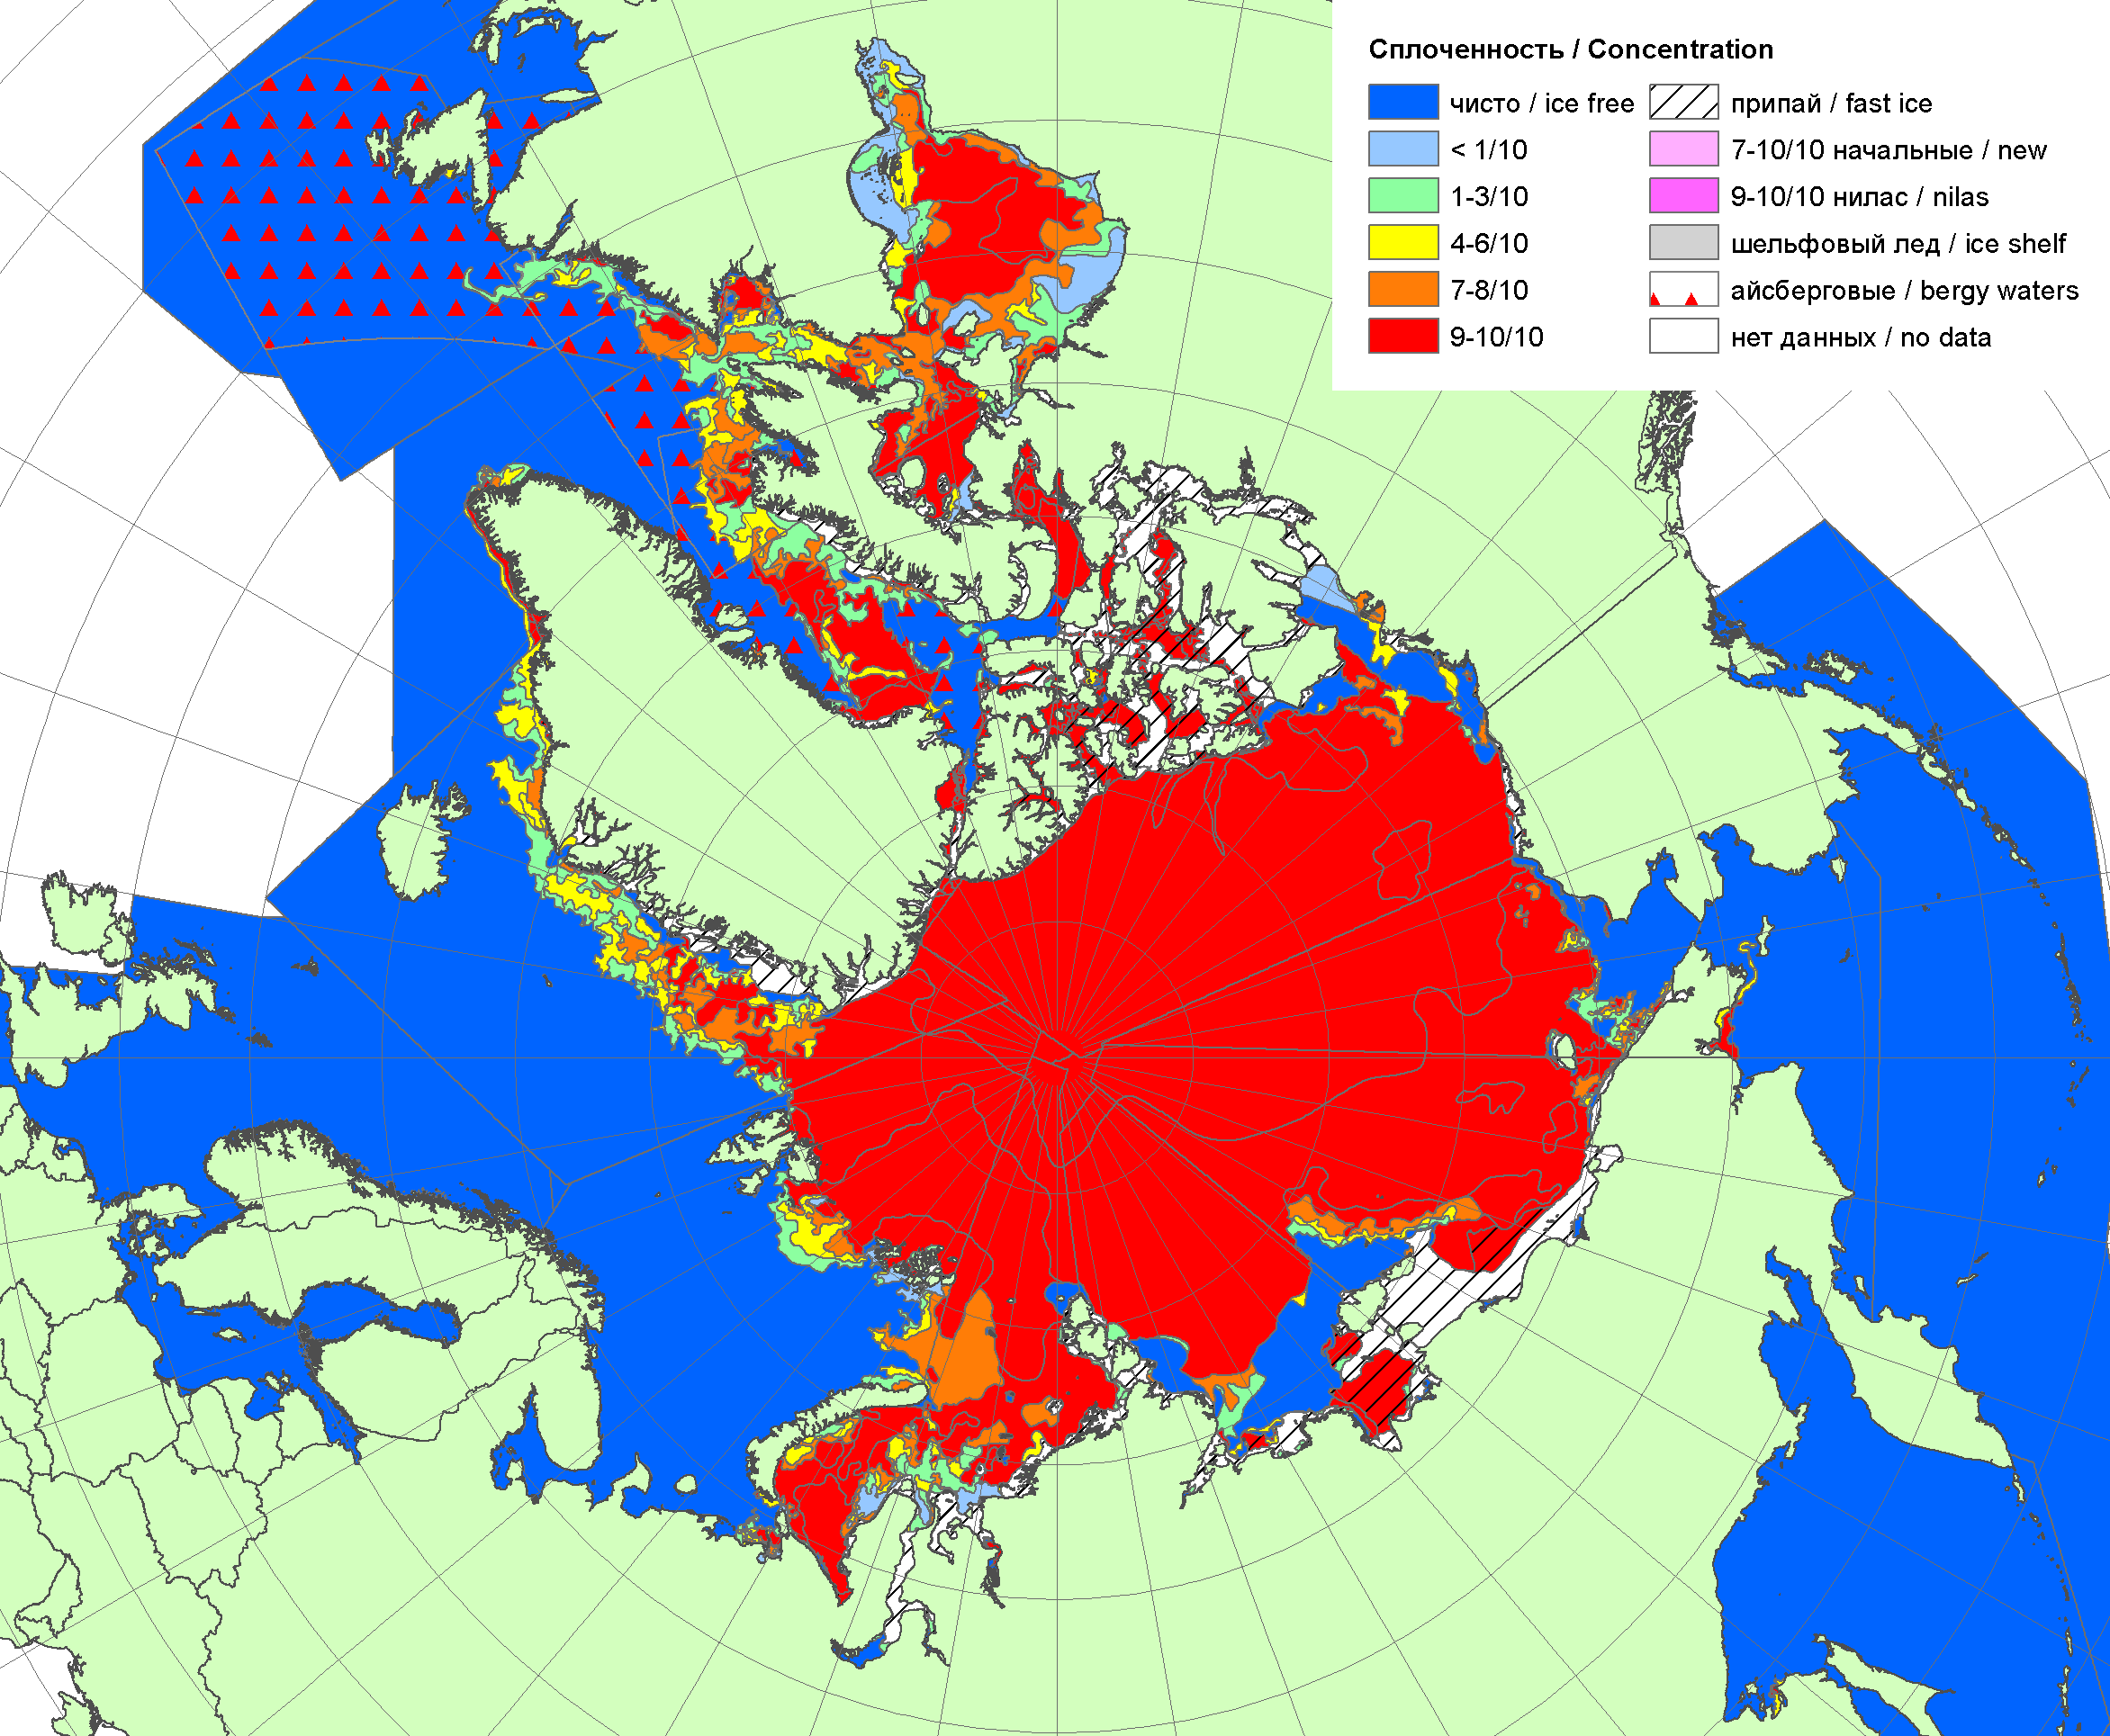 Сплоченность / Concentration
чисто / ice free
< 1/10
1-3/10
4-6/10
7-8/10
9-10/10
припай / fast ice
7-10/10 начальные / new
9-10/10 нилас / nilas
шельфовый лед / ice shelf
айсберговые / bergy waters
нет данных / no data